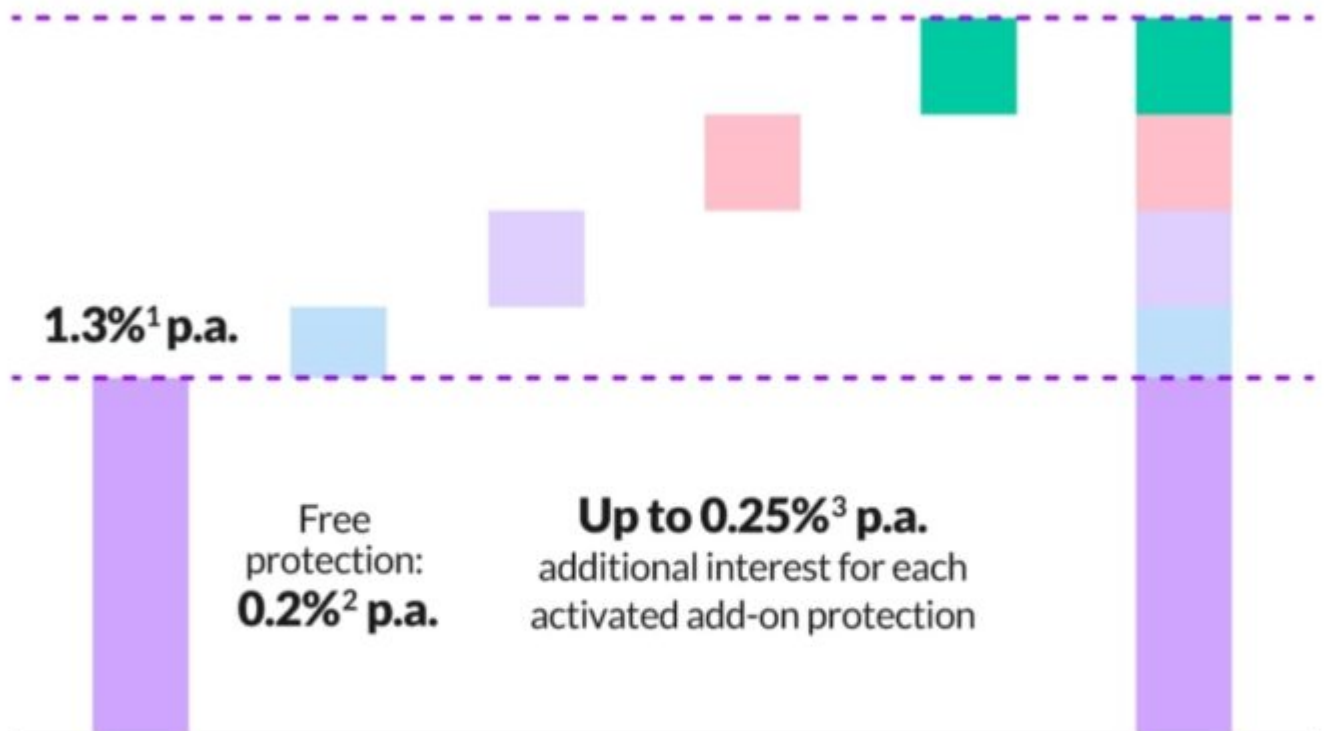 1.3%¹ p.a.
Free
protection:
0.2%² p.a.
Up to 0.25%³ p.a.
additional interest for each
activated add-on protection